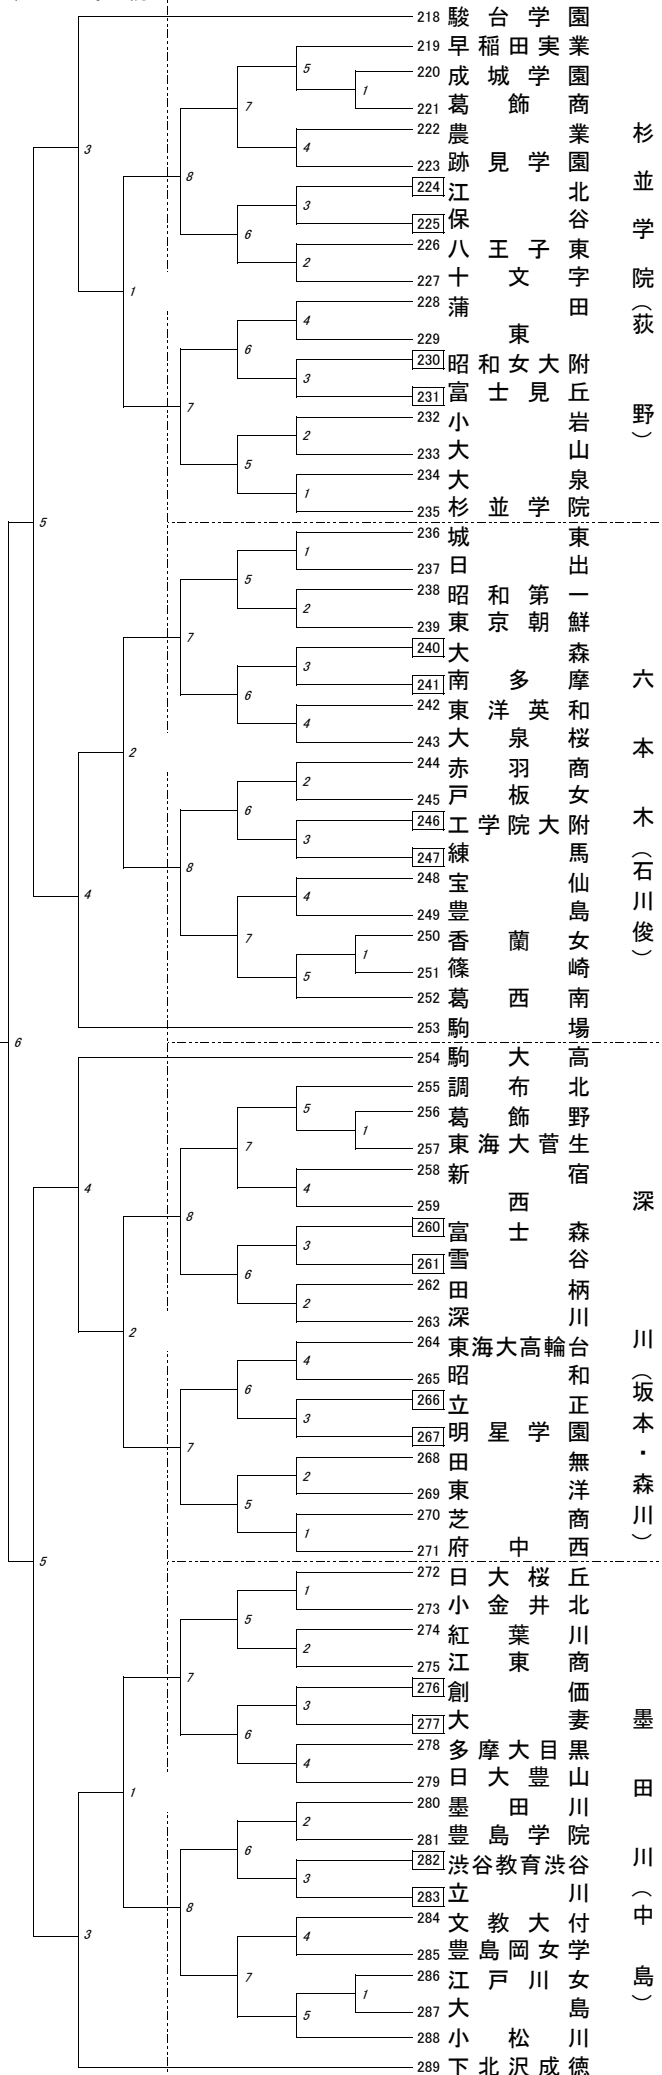 218 駿台学園
219 早稲田実業
220 成城学園
221 葛飾商
222 農業
223 跡見学園
224 江北
225 保谷
226 八王子東
227 十文字
228 蒲田
229 東
230 昭和女大附
231 富士見丘
232 小岩
233 大山
234 大泉
235 杉並学院
杉並学院（荻野）
236 城東
237 日出
238 昭和第一
239 東京朝鮮
240 大森
241 南多摩
242 東洋英和
243 大泉桜
244 赤羽商
245 戸板女
246 工学院大附
247 練馬
248 宝仙
249 豊島
250 香蘭女
251 篠崎
252 葛西南
253 駒場
六本木（石川俊）
254 駒大高
255 調布北
256 葛飾野
257 東海大菅生
258 新宿
259 西
260 富士森
261 雪谷
262 田柄
263 深川
264 東海大高輪台
265 昭和
266 立正
267 明星学園
268 田無
269 東洋
270 芝商
271 府中西
深川（坂本・森川）
272 日大桜丘
273 小金井北
274 紅葉川
275 江東商
276 創価
277 大妻
278 多摩大目黒
279 日大豊山
280 墨田川
281 豊島学院
282 渋谷教育渋谷
283 立川
284 文教大付
285 豊島岡女学
286 江戸川女
287 大島
288 小松川
289 下北沢成徳
墨田川（中島）
3
5
1
7
4
8
3
6
2
1
4
6
3
7
2
5
1
5
1
5
2
7
3
6
4
2
2
6
3
8
4
4
7
1
5
6
5
1
7
4
4
8
3
6
2
2
4
6
3
7
2
5
1
5
1
5
2
7
3
6
4
1
2
6
3
8
4
3
7
1
5